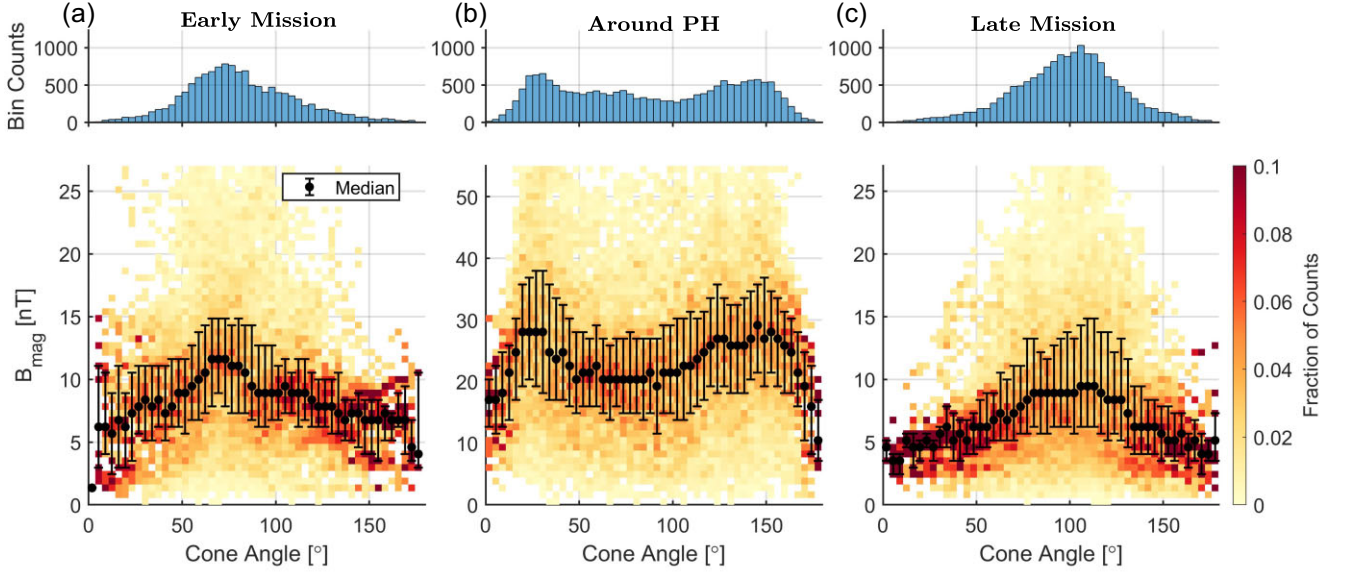 (a) Early Mission
(b) Around PH
(c) Late Mission
Bin Counts
1000
500
0
1000
500
0
1000
500
0
B_mag [nT]
25
20
15
10
5
0
Median
50
40
30
20
10
0
25
20
15
10
5
0
0.1
0.08
0.06
0.04
0.02
0
Fraction of Counts
0 50 100 150
0 50 100 150
0 50 100 150
Cone Angle [°]
Cone Angle [°]
Cone Angle [°]